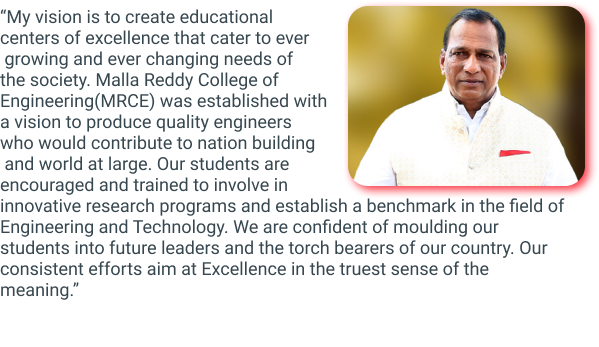 “My vision is to create educational
centers of excellence that cater to ever
growing and ever changing needs of
the society. Malla Reddy College of
Engineering(MRCE) was established with
a vision to produce quality engineers
who would contribute to nation building
and world at large. Our students are
encouraged and trained to involve in
innovative research programs and establish a benchmark in the field of
Engineering and Technology. We are confident of moulding our
students into future leaders and the torch bearers of our country. Our
consistent efforts aim at Excellence in the truest sense of the
meaning.”